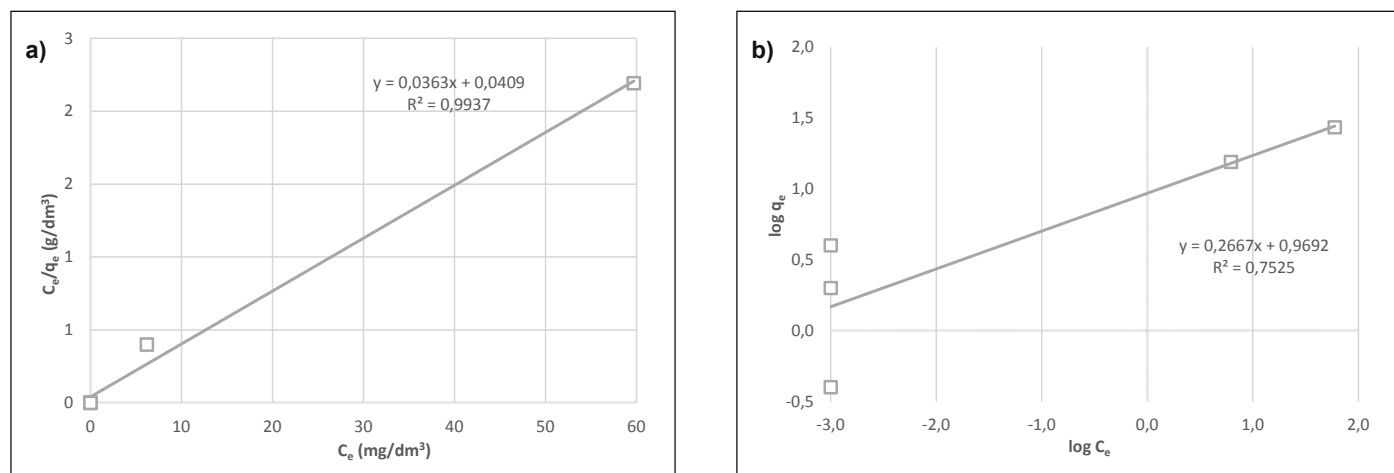 a)
3
2
2
1
1
0
y = 0,0363x + 0,0409
R² = 0,9937
Cₑ/qₑ (g/dm³)
0 10 20 30 40 50 60
Cₑ (mg/dm³)
b)
2,0
1,5
1,0
0,5
0,0
-0,5
log qₑ
y = 0,2667x + 0,9692
R² = 0,7525
-3,0 -2,0 -1,0 0,0 1,0 2,0
log Cₑ